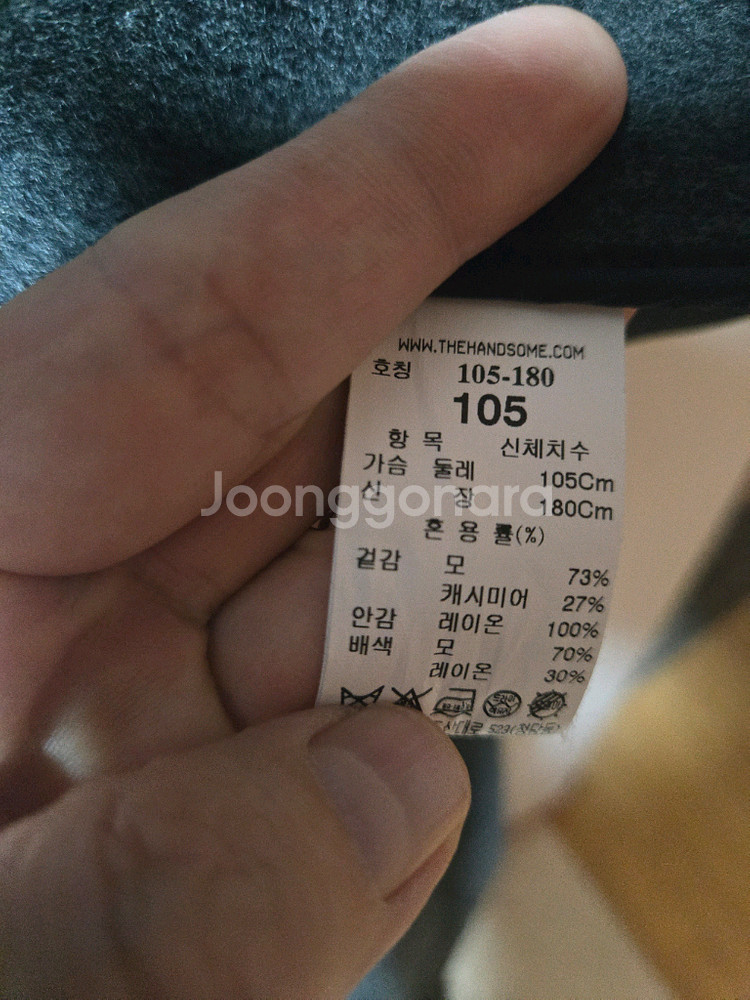 WWW.THEHANDSOME.COM
호칭 105-180
105
항 목 신체치수
가슴 둘레 105Cm
신 장 180Cm
Joonggonara
혼 용 률(%)
겉감 모 73%
캐시미어 27%
안감 레이온 100%
배색 모 70%
레이온 30%